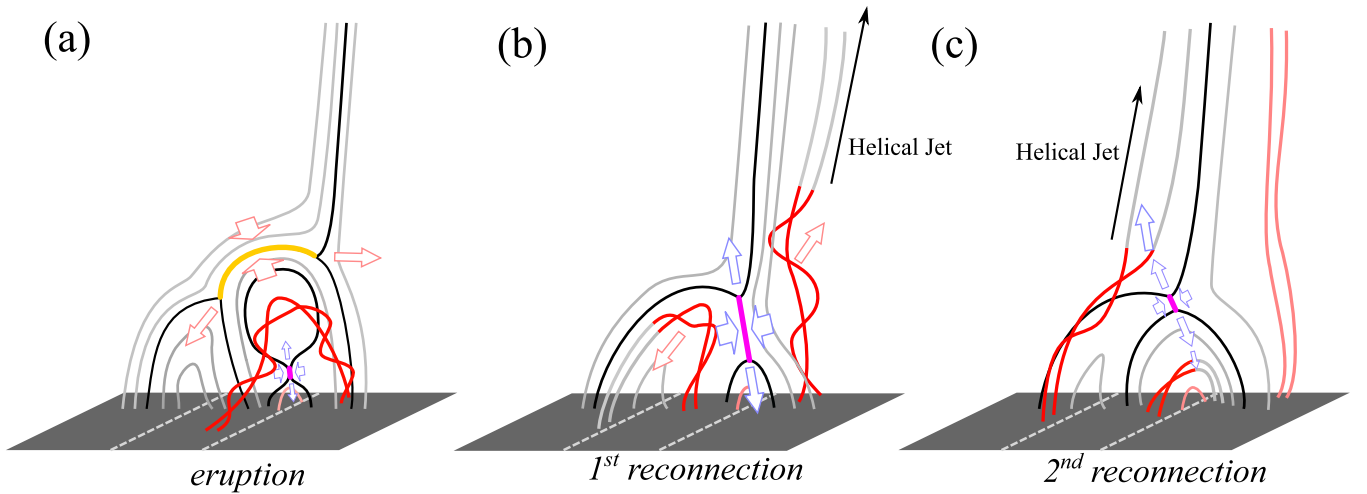 (a)
(b)
(c)
Helical Jet
Helical Jet
eruption
1st reconnection
2nd reconnection